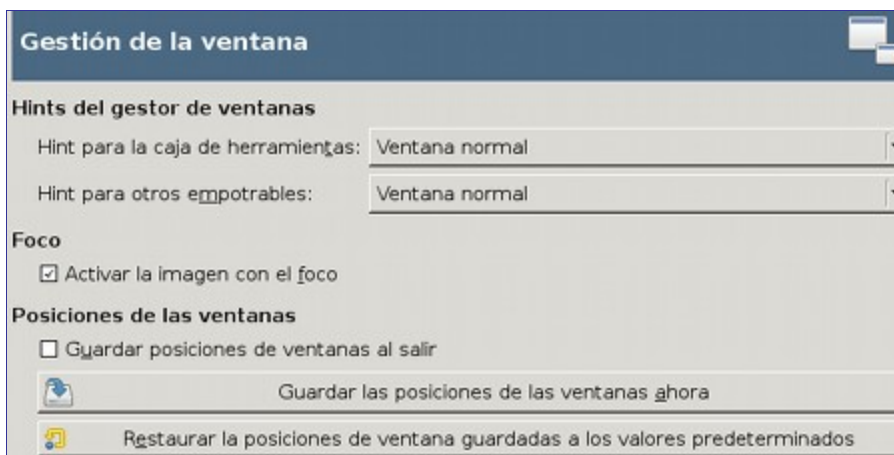 Gestión de la ventana
Hints del gestor de ventanas
Hint para la caja de herramientas: Ventana normal
Hint para otros empotrables: Ventana normal
Foco
Activar la imagen con el foco
Posiciones de las ventanas
Guardar posiciones de ventanas al salir
Guardar las posiciones de las ventanas ahora
Restaurar la posiciones de ventana guardadas a los valores predeterminados